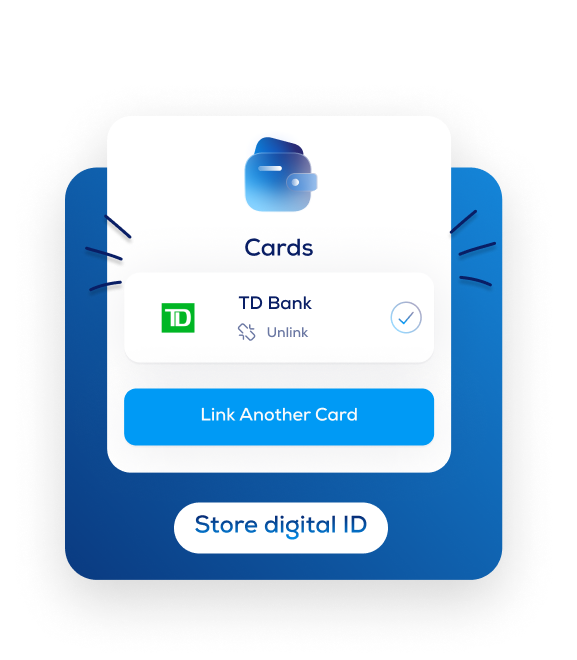 Cards
TD
TD Bank
Unlink
Link Another Card
Store digital ID